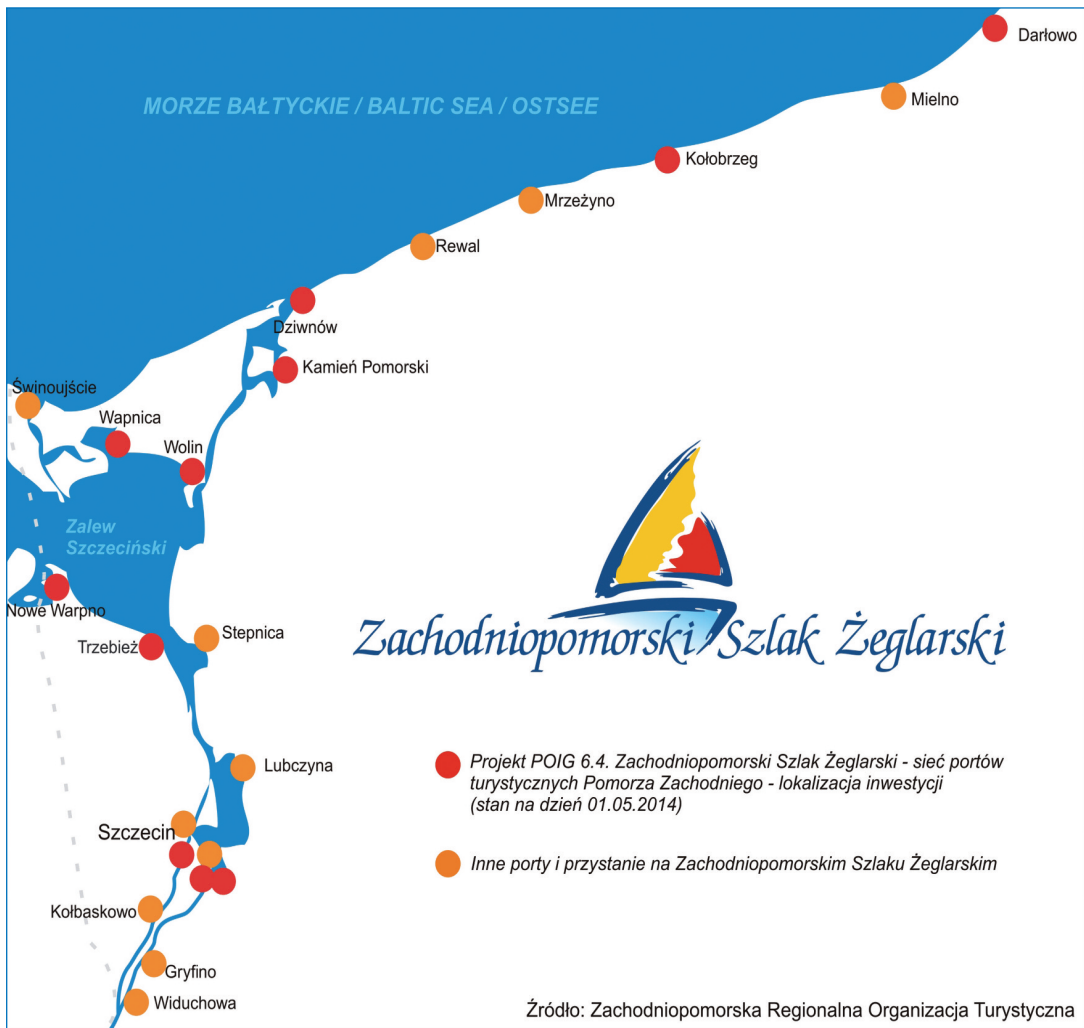 Darłowo
MORZE BAŁTYCKIE / BALTIC SEA / OSTSEE
Mielno
Kołobrzeg
Mrzeżyno
Rewal
Dziwnów
Kamień Pomorski
Świnoujście
Wapnica
Wolin
Zalew
Szczeciński
Nowe Warpno
Trzebież
Stepnica
Zachodniopomorski Szlak Żeglarski
Lubczyna
Projekt POIG 6.4. Zachodniopomorski Szlak Żeglarski - sieć portów
turystycznych Pomorza Zachodniego - lokalizacja inwestycji
(stan na dzień 01.05.2014)
Szczecin
Inne porty i przystanie na Zachodniopomorskim Szlaku Żeglarskim
Kołbaskowo
Gryfino
Widuchowa
Źródło: Zachodniopomorska Regionalna Organizacja Turystyczna